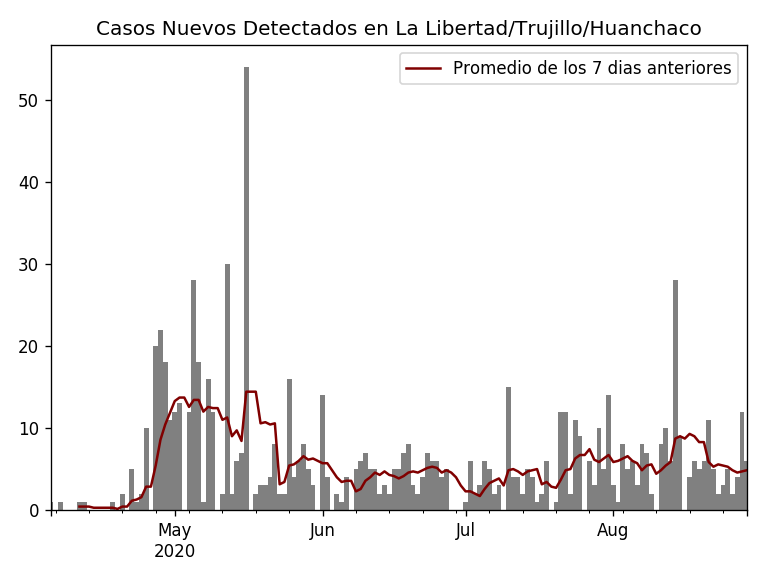 Casos Nuevos Detectados en La Libertad/Trujillo/Huanchaco
Promedio de los 7 dias anteriores
50
40
30
20
10
0
May Jun Jul Aug
2020